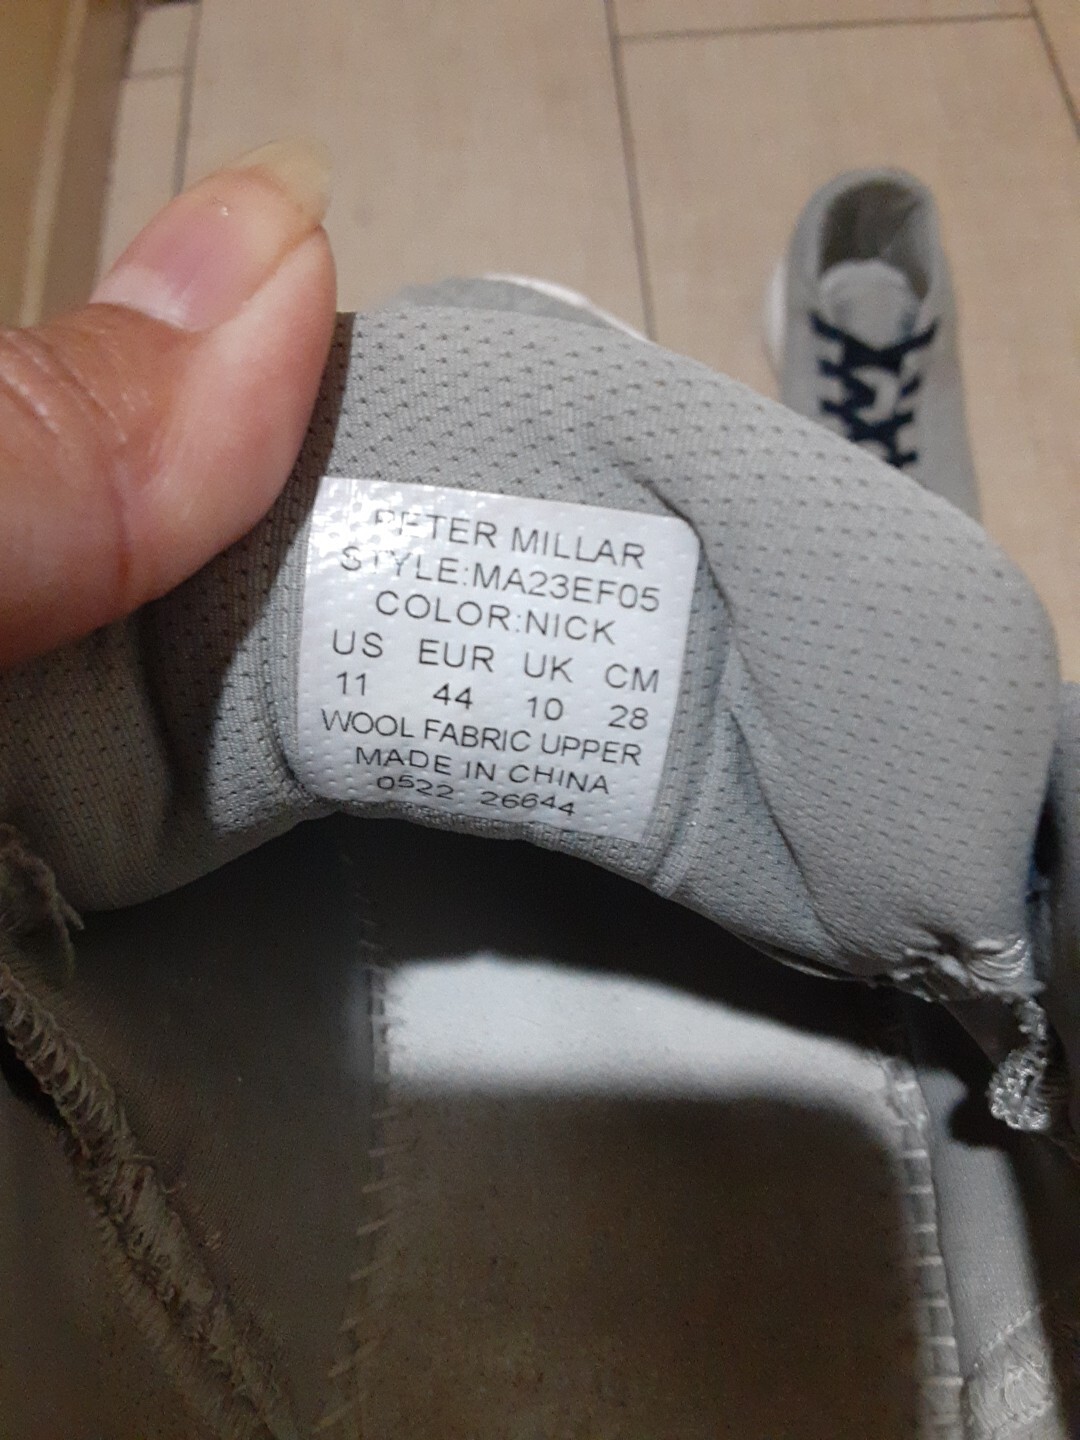 PETER MILLAR
STYLE:MA23EF05
COLOR:NICK
US EUR UK CM
11 44 10 28
WOOL FABRIC UPPER
MADE IN CHINA
0522 26644